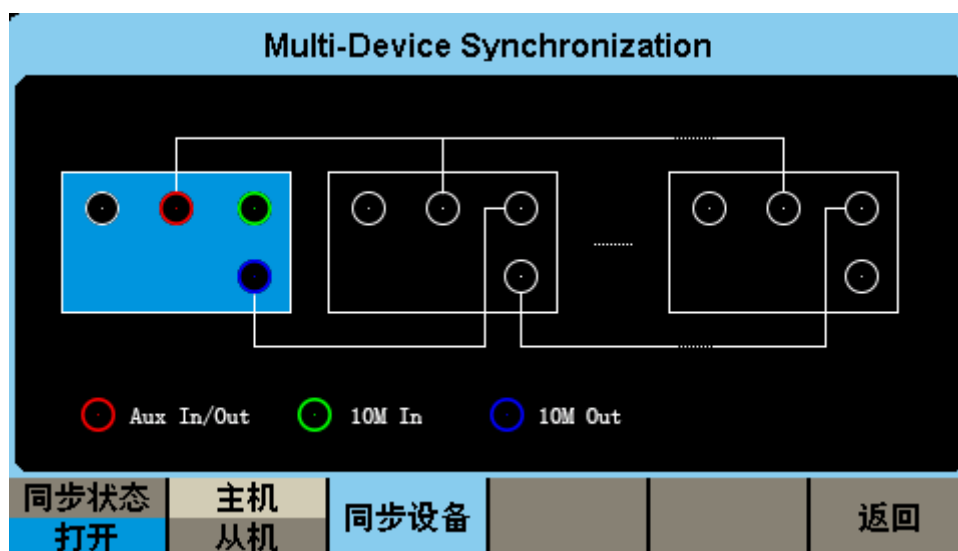 Multi-Device Synchronization
Aux In/Out 10M In 10M Out
同步状态 主机 同步设备 返回
打开 从机